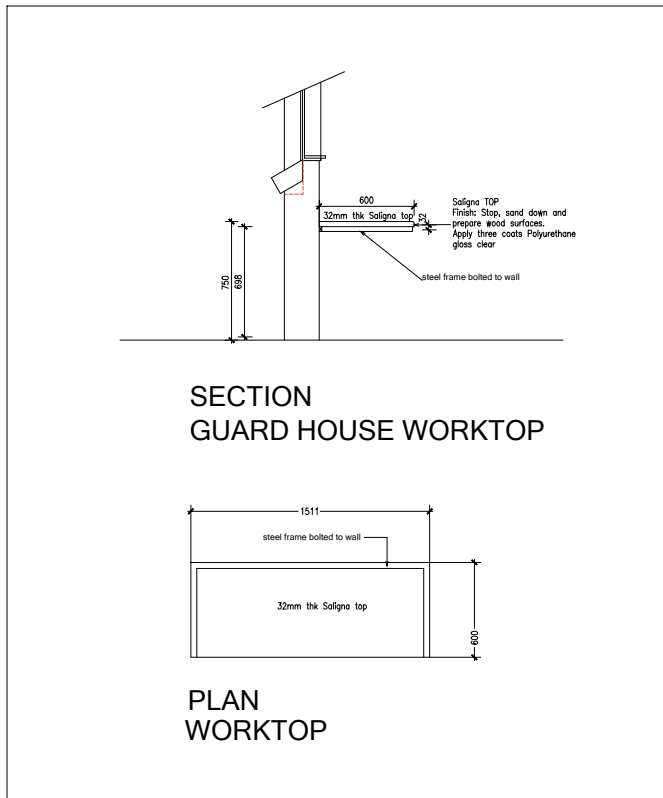 600
32mm thk Saligna top
32
Saligna TOP
Finish: Stop, sand down and
prepare wood surfaces.
Apply three coats Polyurethane
gloss clear
steel frame bolted to wall
750
698
SECTION
GUARD HOUSE WORKTOP
1511
steel frame bolted to wall
32mm thk Saligna top
600
PLAN
WORKTOP